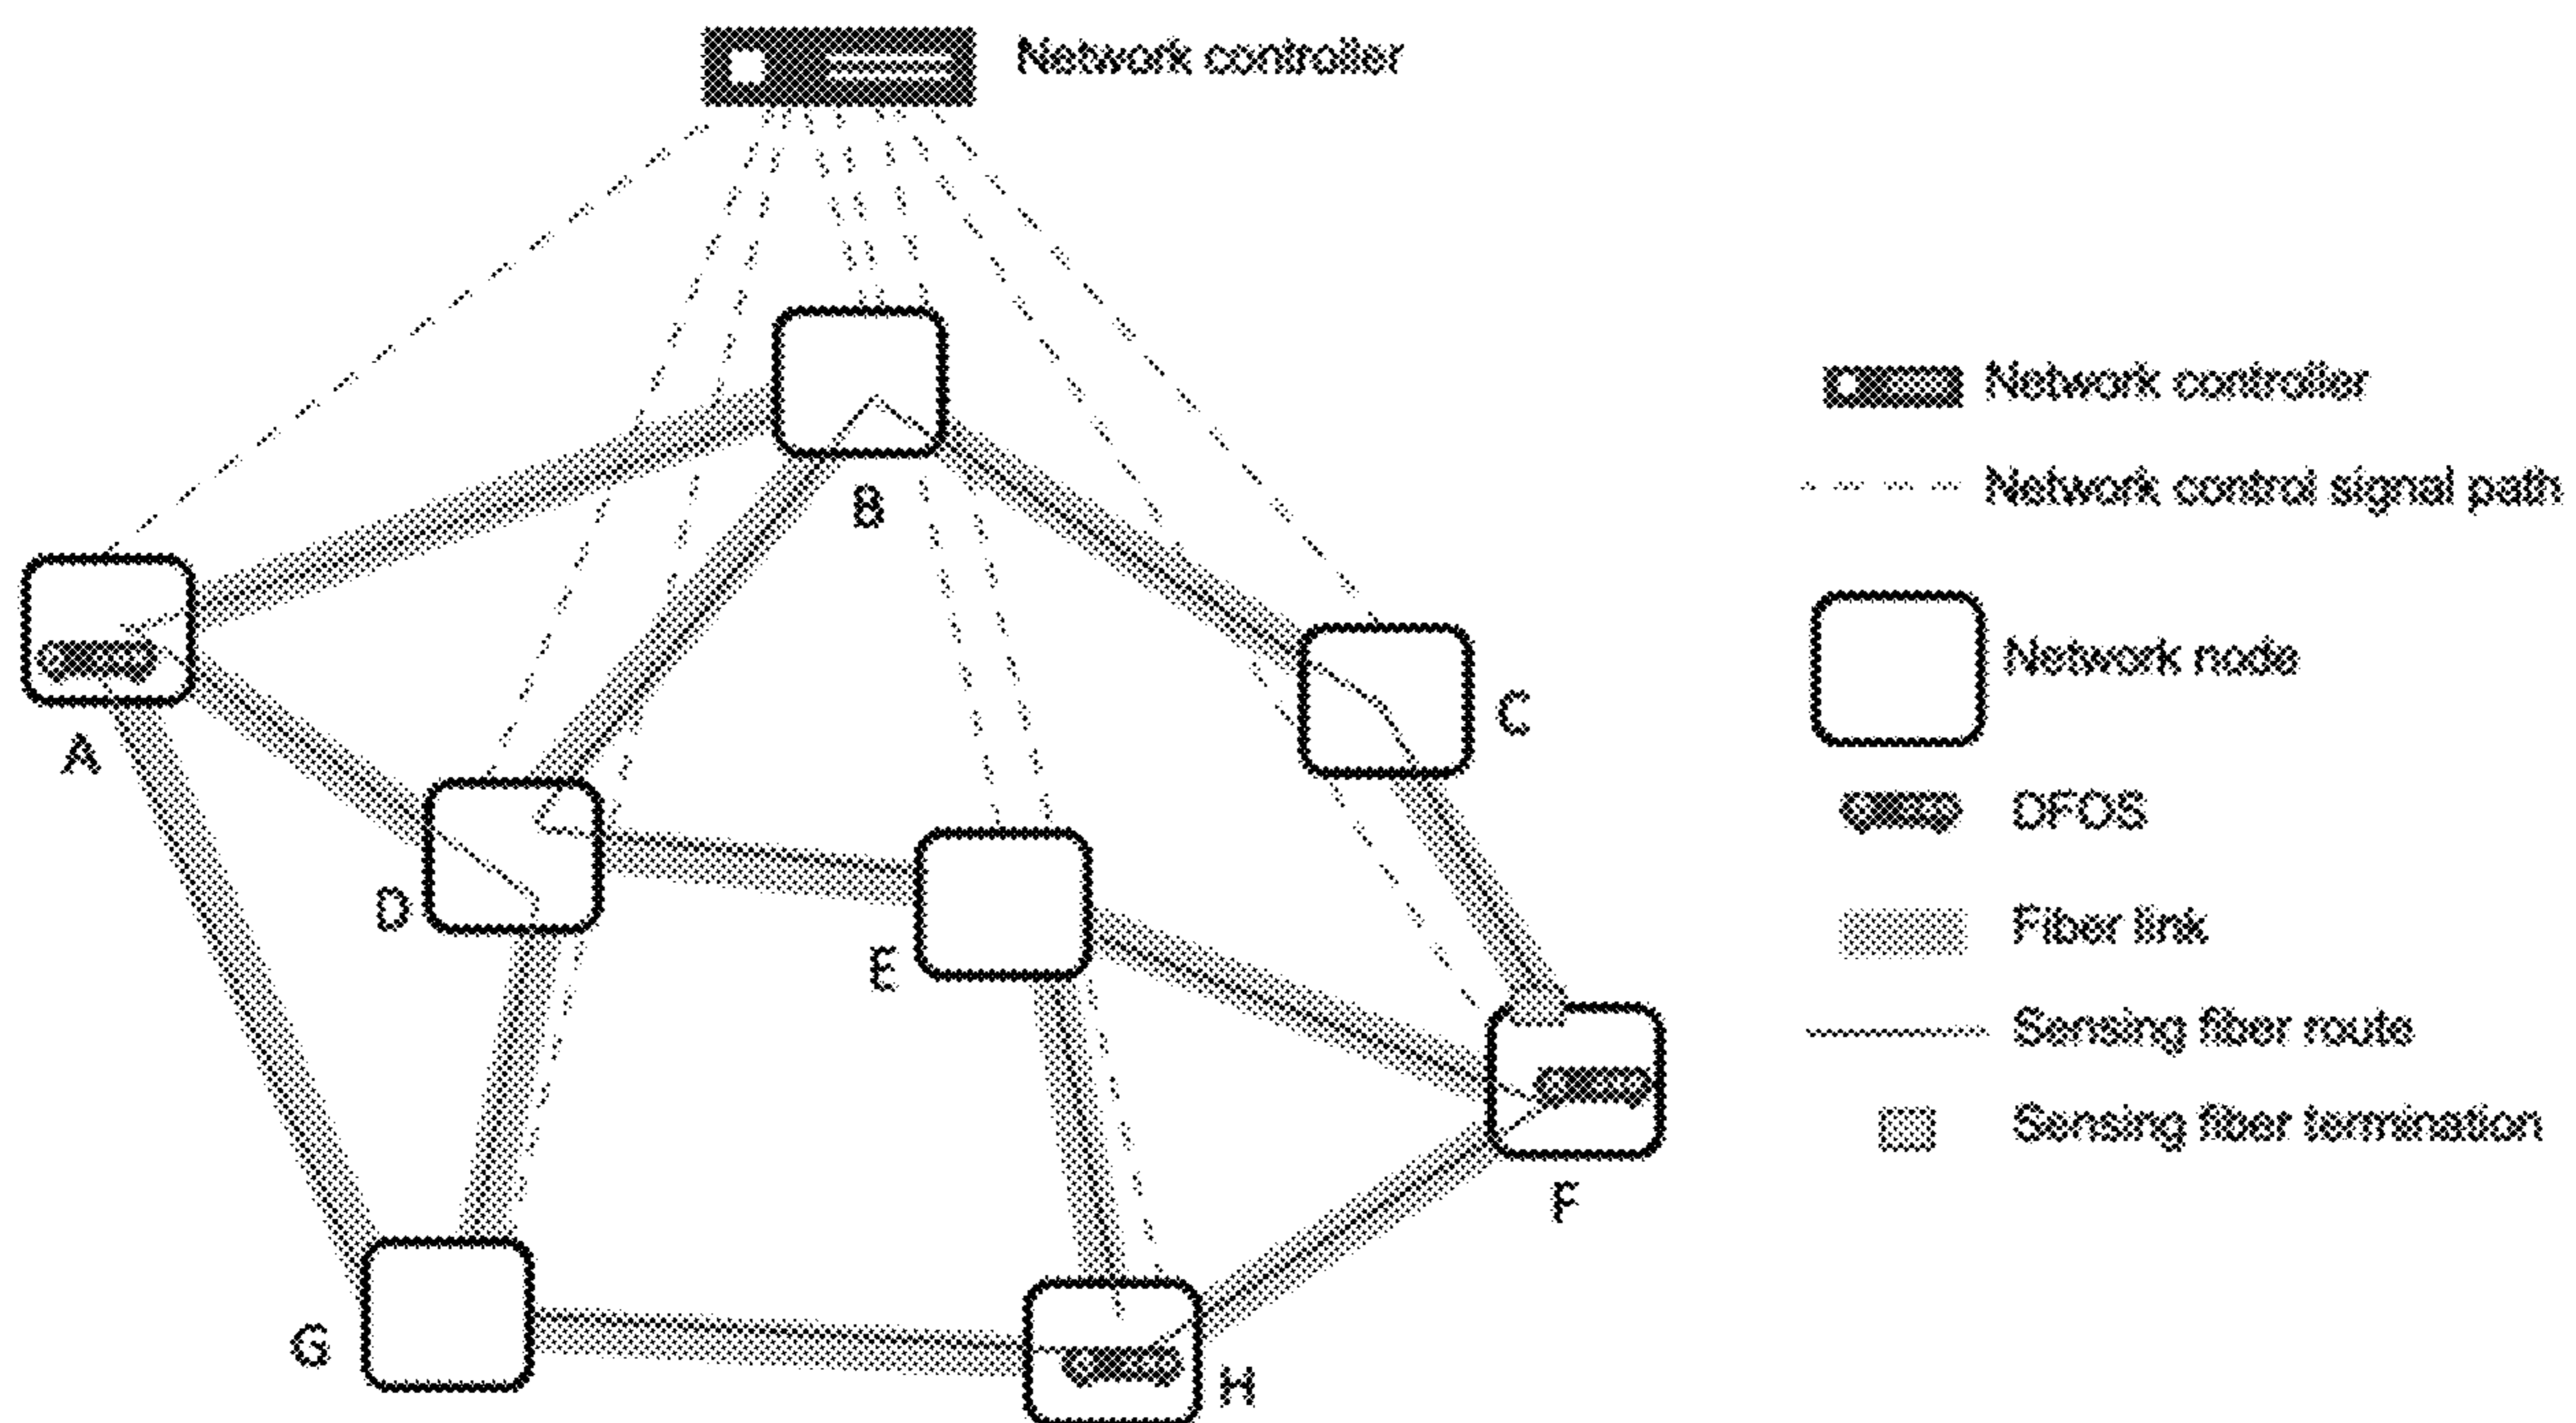 Network controller
B
A
C
D
E
F
G
H
Network controller
Network control signal path
Network node
DFOS
Fiber link
Sensing fiber route
Sensing fiber termination